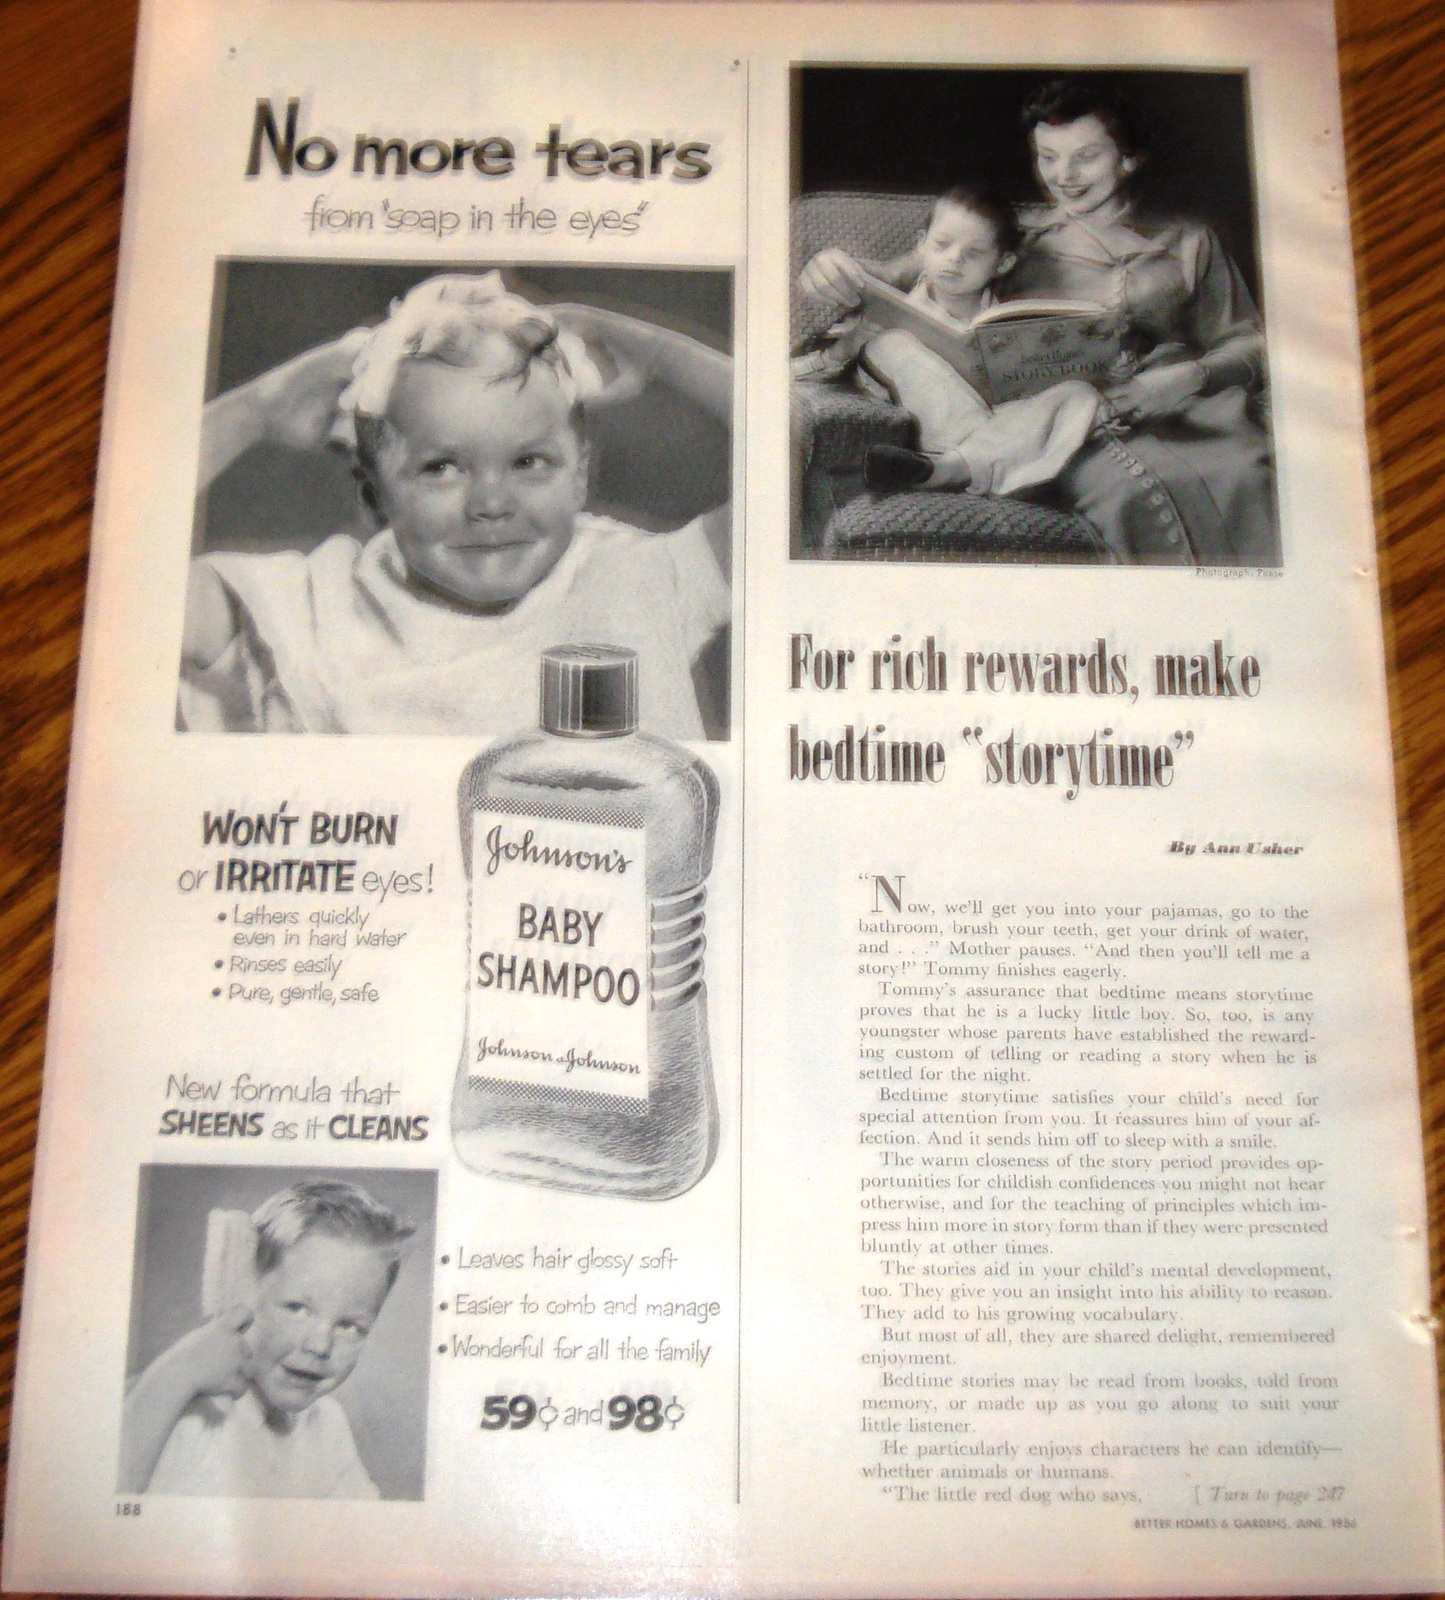 No more tears
from "soap in the eyes"
WON'T BURN
or IRRITATE eyes!
• Lathers quickly
even in hard water
• Rinses easily
• Pure, gentle, safe
Johnson's
BABY
SHAMPOO
Johnson & Johnson
New formula that
SHEENS as it CLEANS
• Leaves hair glossy soft
• Easier to comb and manage
• Wonderful for all the family
59¢ and 98¢
188
STORY BOOK
Photograph:
For rich rewards, make
bedtime "storytime"
By Ann Usher
"Now, we'll get you into your pajamas, go to the
bathroom, brush your teeth, get your drink of water,
and . . ." Mother pauses. "And then you'll tell me a
story!" Tommy finishes eagerly.
Tommy's assurance that bedtime means storytime
proves that he is a lucky little boy. So, too, is any
youngster whose parents have established the reward-
ing custom of telling or reading a story when he is
settled for the night.
Bedtime storytime satisfies your child's need for
special attention from you. It reassures him of your af-
fection. And it sends him off to sleep with a smile.
The warm closeness of the story period provides op-
portunities for childish confidences you might not hear
otherwise, and for the teaching of principles which im-
press him more in story form than if they were presented
bluntly at other times.
The stories aid in your child's mental development,
too. They give you an insight into his ability to reason.
They add to his growing vocabulary.
But most of all, they are shared delight, remembered
enjoyment.
Bedtime stories may be read from books, told from
memory, or made up as you go along to suit your
little listener.
He particularly enjoys characters he can identify—
whether animals or humans.
"The little red dog who says, [ Turn to page 247
BETTER HOMES & GARDENS, JUNE, 1956